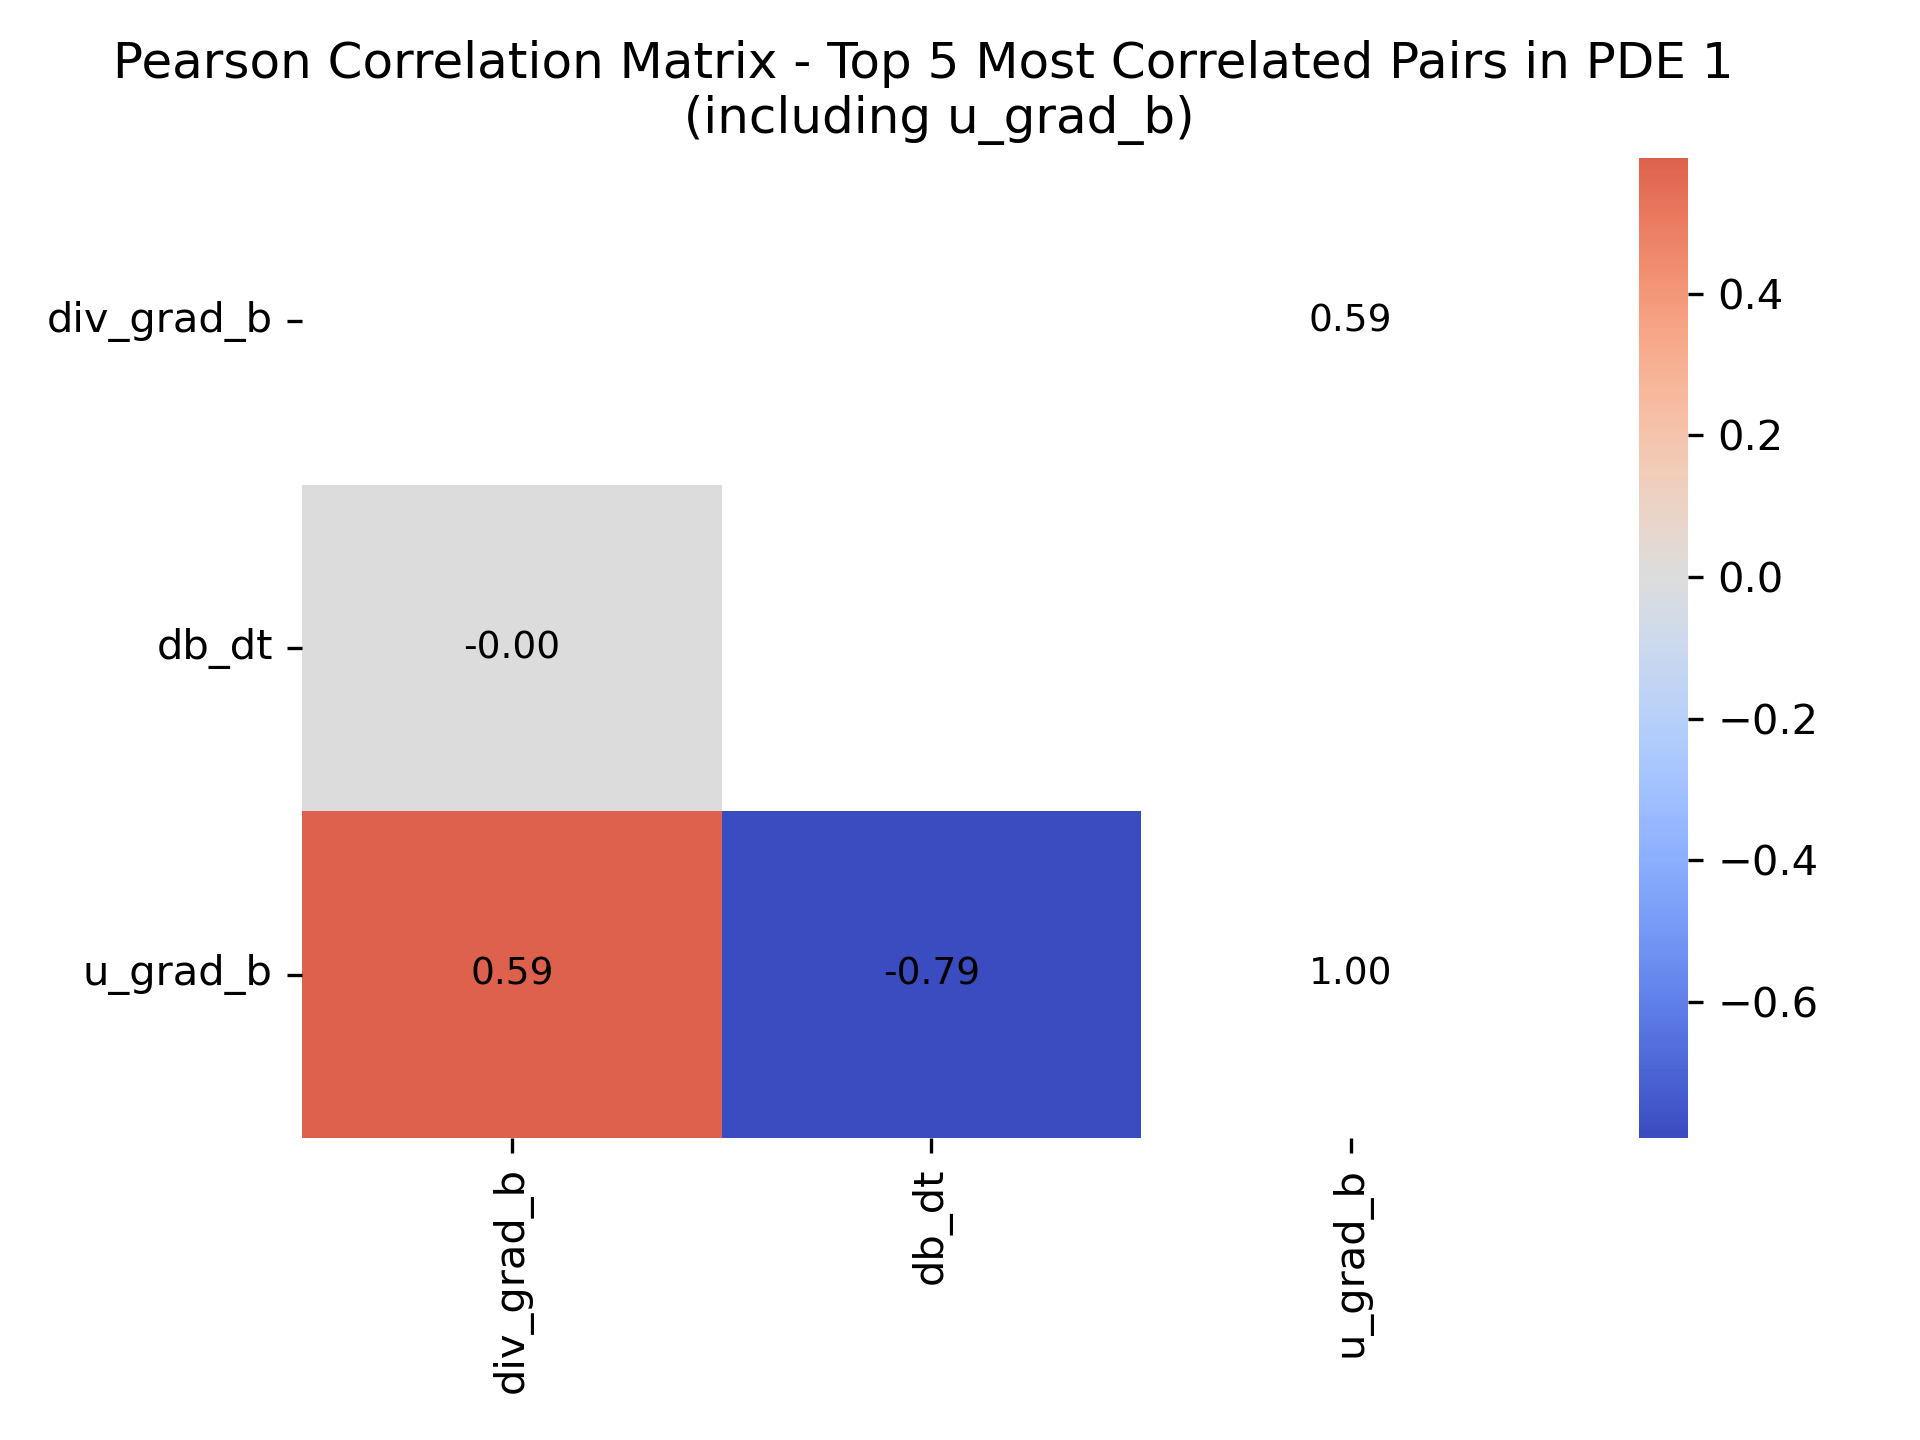 Pearson Correlation Matrix - Top 5 Most Correlated Pairs in PDE 1
(including u_grad_b)
div_grad_b
0.59
db_dt
-0.00
u_grad_b
0.59
-0.79
1.00
div_grad_b
db_dt
u_grad_b
0.4
0.2
0.0
−0.2
−0.4
−0.6